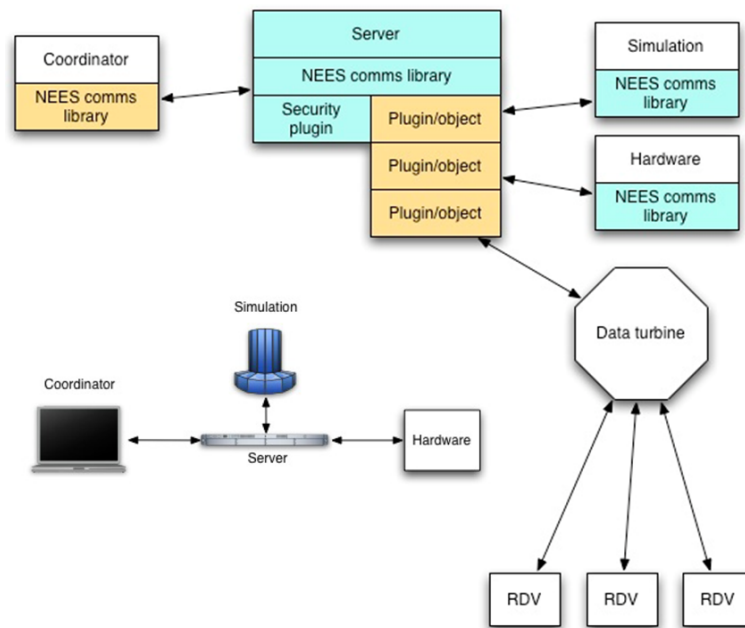 Coordinator
NEES comms
library
Server
NEES comms library
Security
plugin
Plugin/object
Plugin/object
Plugin/object
Simulation
NEES comms
library
Hardware
NEES comms
library
Data turbine
Simulation
Coordinator
Server
Hardware
RDV
RDV
RDV